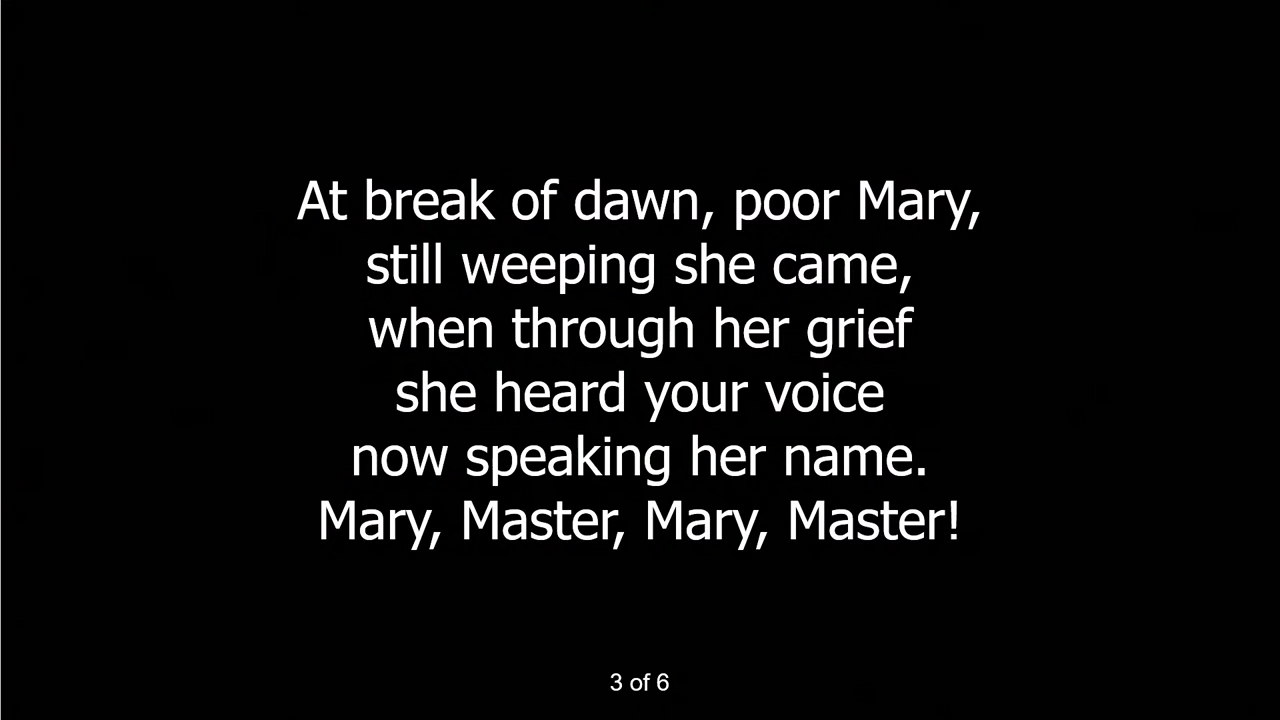 At break of dawn, poor Mary,
still weeping she came,
when through her grief
she heard your voice
now speaking her name.
Mary, Master, Mary, Master!
3 of 6